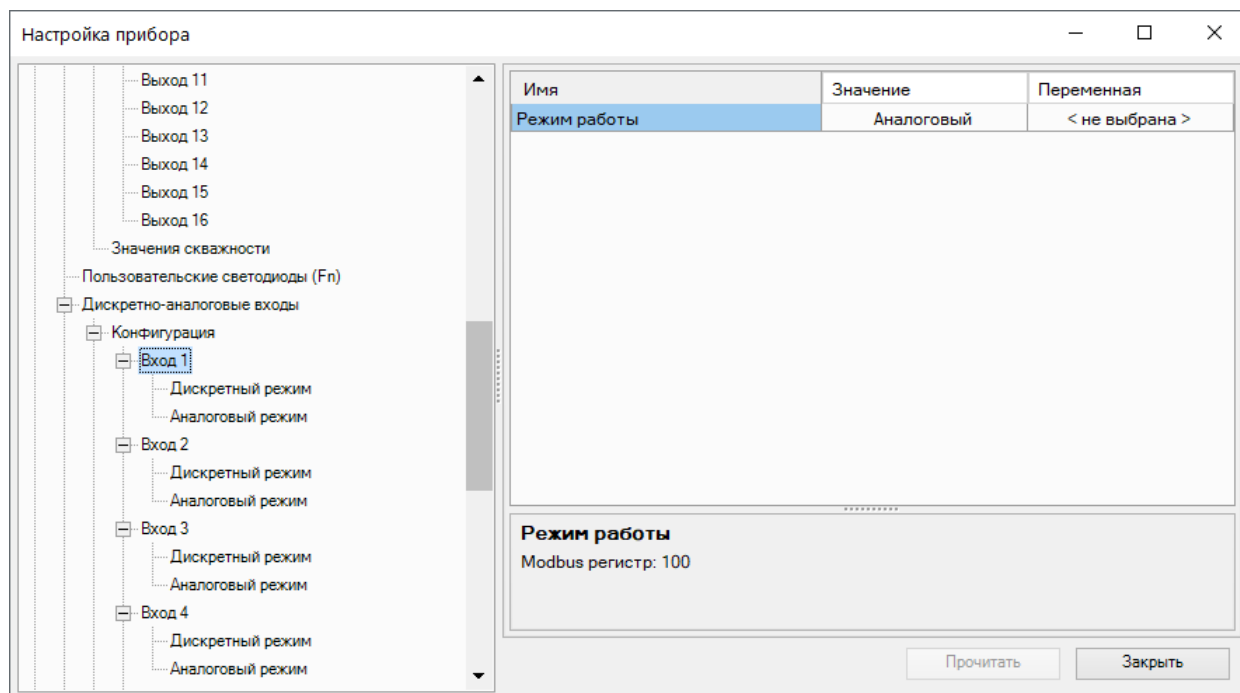 Настройка прибора
Выход 11
Выход 12
Выход 13
Выход 14
Выход 15
Выход 16
Значения скважности
Пользовательские светодиоды (Fn)
Дискретно-аналоговые входы
Конфигурация
Вход 1
Дискретный режим
Аналоговый режим
Вход 2
Дискретный режим
Аналоговый режим
Вход 3
Дискретный режим
Аналоговый режим
Вход 4
Дискретный режим
Аналоговый режим
Имя Значение Переменная
Режим работы Аналоговый < не выбрана >
Режим работы
Modbus регистр: 100
Прочитать Закрыть